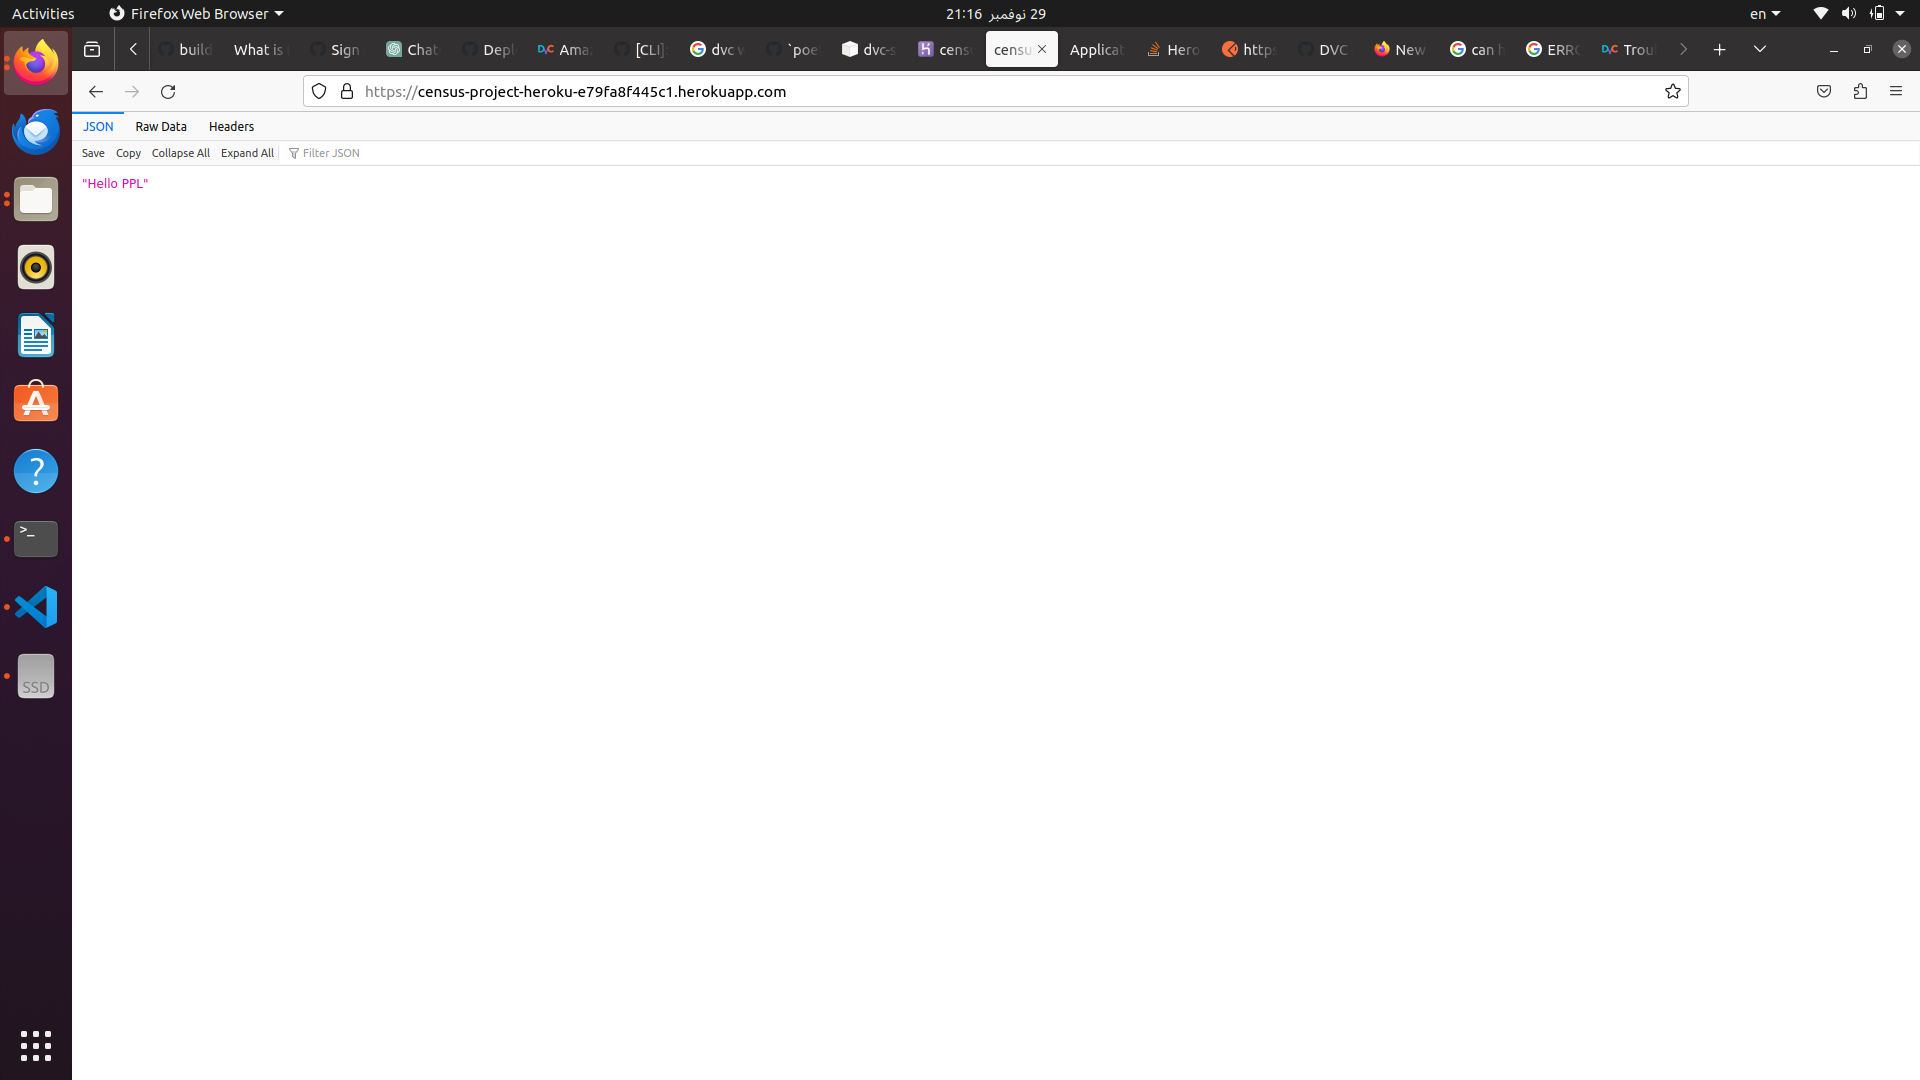 Activities
Firefox Web Browser
29 نوفمبر 21:16
en
build
What is
Sign
Chat
Depl
Ama
[CLI]
dvc w
`poe
dvc-s
cens
censu
Applicat
Hero
https
DVC
New
can h
ERRO
Trou
https://census-project-heroku-e79fa8f445c1.herokuapp.com
JSON
Raw Data
Headers
Save
Copy
Collapse All
Expand All
Filter JSON
"Hello PPL"
SSD